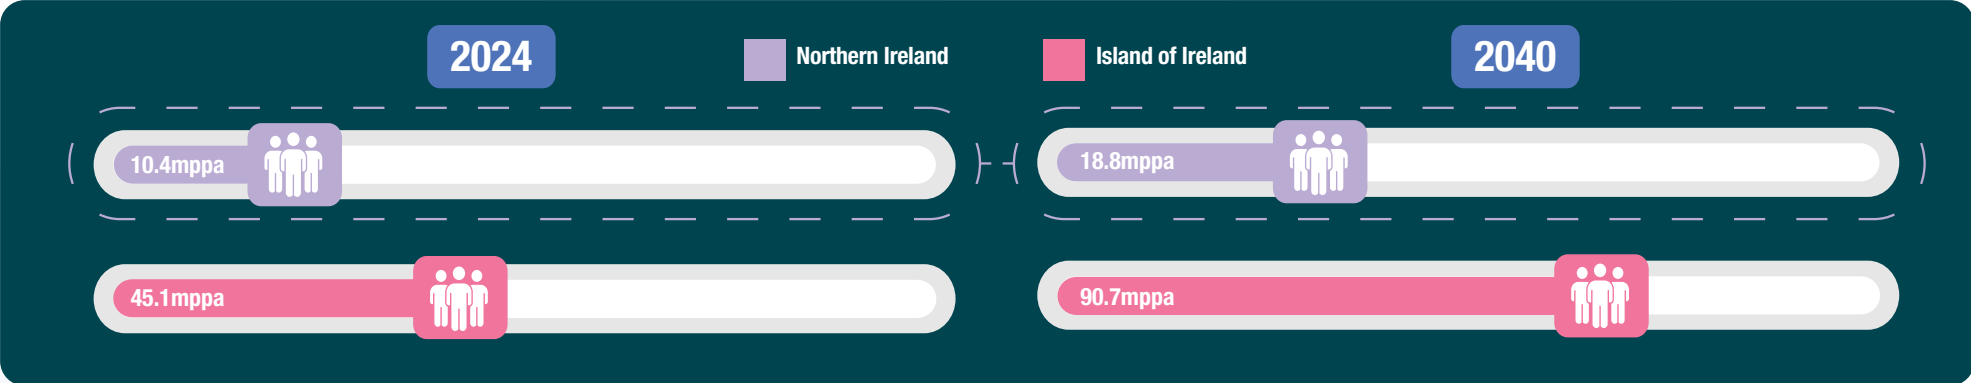 2024
Northern Ireland
Island of Ireland
2040
10.4mppa
18.8mppa
45.1mppa
90.7mppa